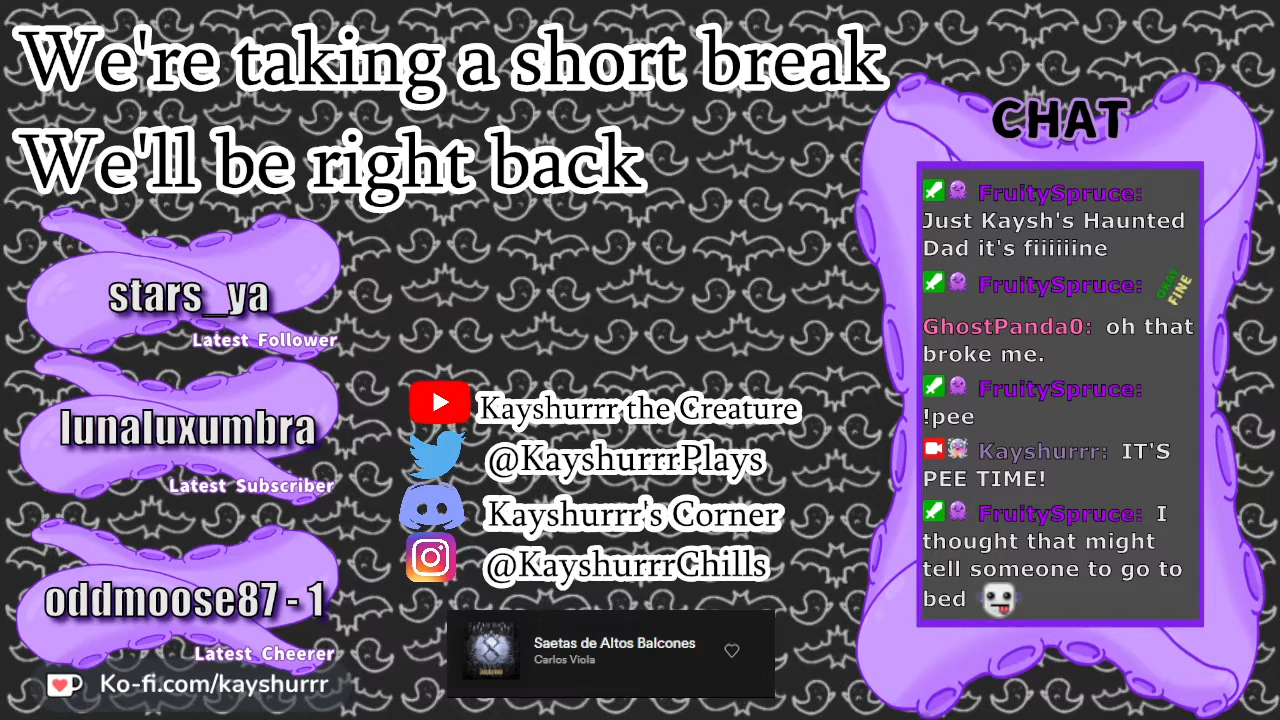 We're taking a short break
We'll be right back
stars_ya
Latest Follower
lunaluxumbra
Latest Subscriber
oddmoose87 - 1
Latest Cheerer
Ko-fi.com/kayshurrr
Kayshurrr the Creature
@KayshurrrPlays
Kayshurrr's Corner
@KayshurrrChills
Saetas de Altos Balcones
Carlos Viola
CHAT
FruitySpruce:
Just Kaysh's Haunted
Dad it's fiiiiiine
FruitySpruce:
FINE
GhostPanda0: oh that
broke me.
FruitySpruce:
!pee
Kayshurrr: IT'S
PEE TIME!
FruitySpruce: I
thought that might
tell someone to go to
bed